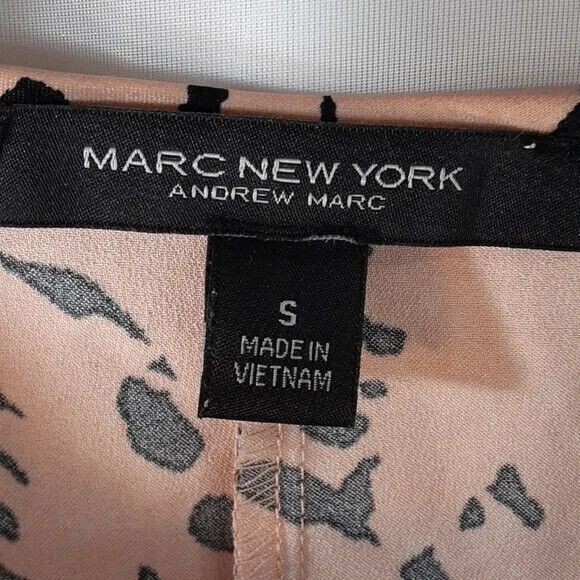 MARC NEW YORK
ANDREW MARC
S
MADE IN
VIETNAM